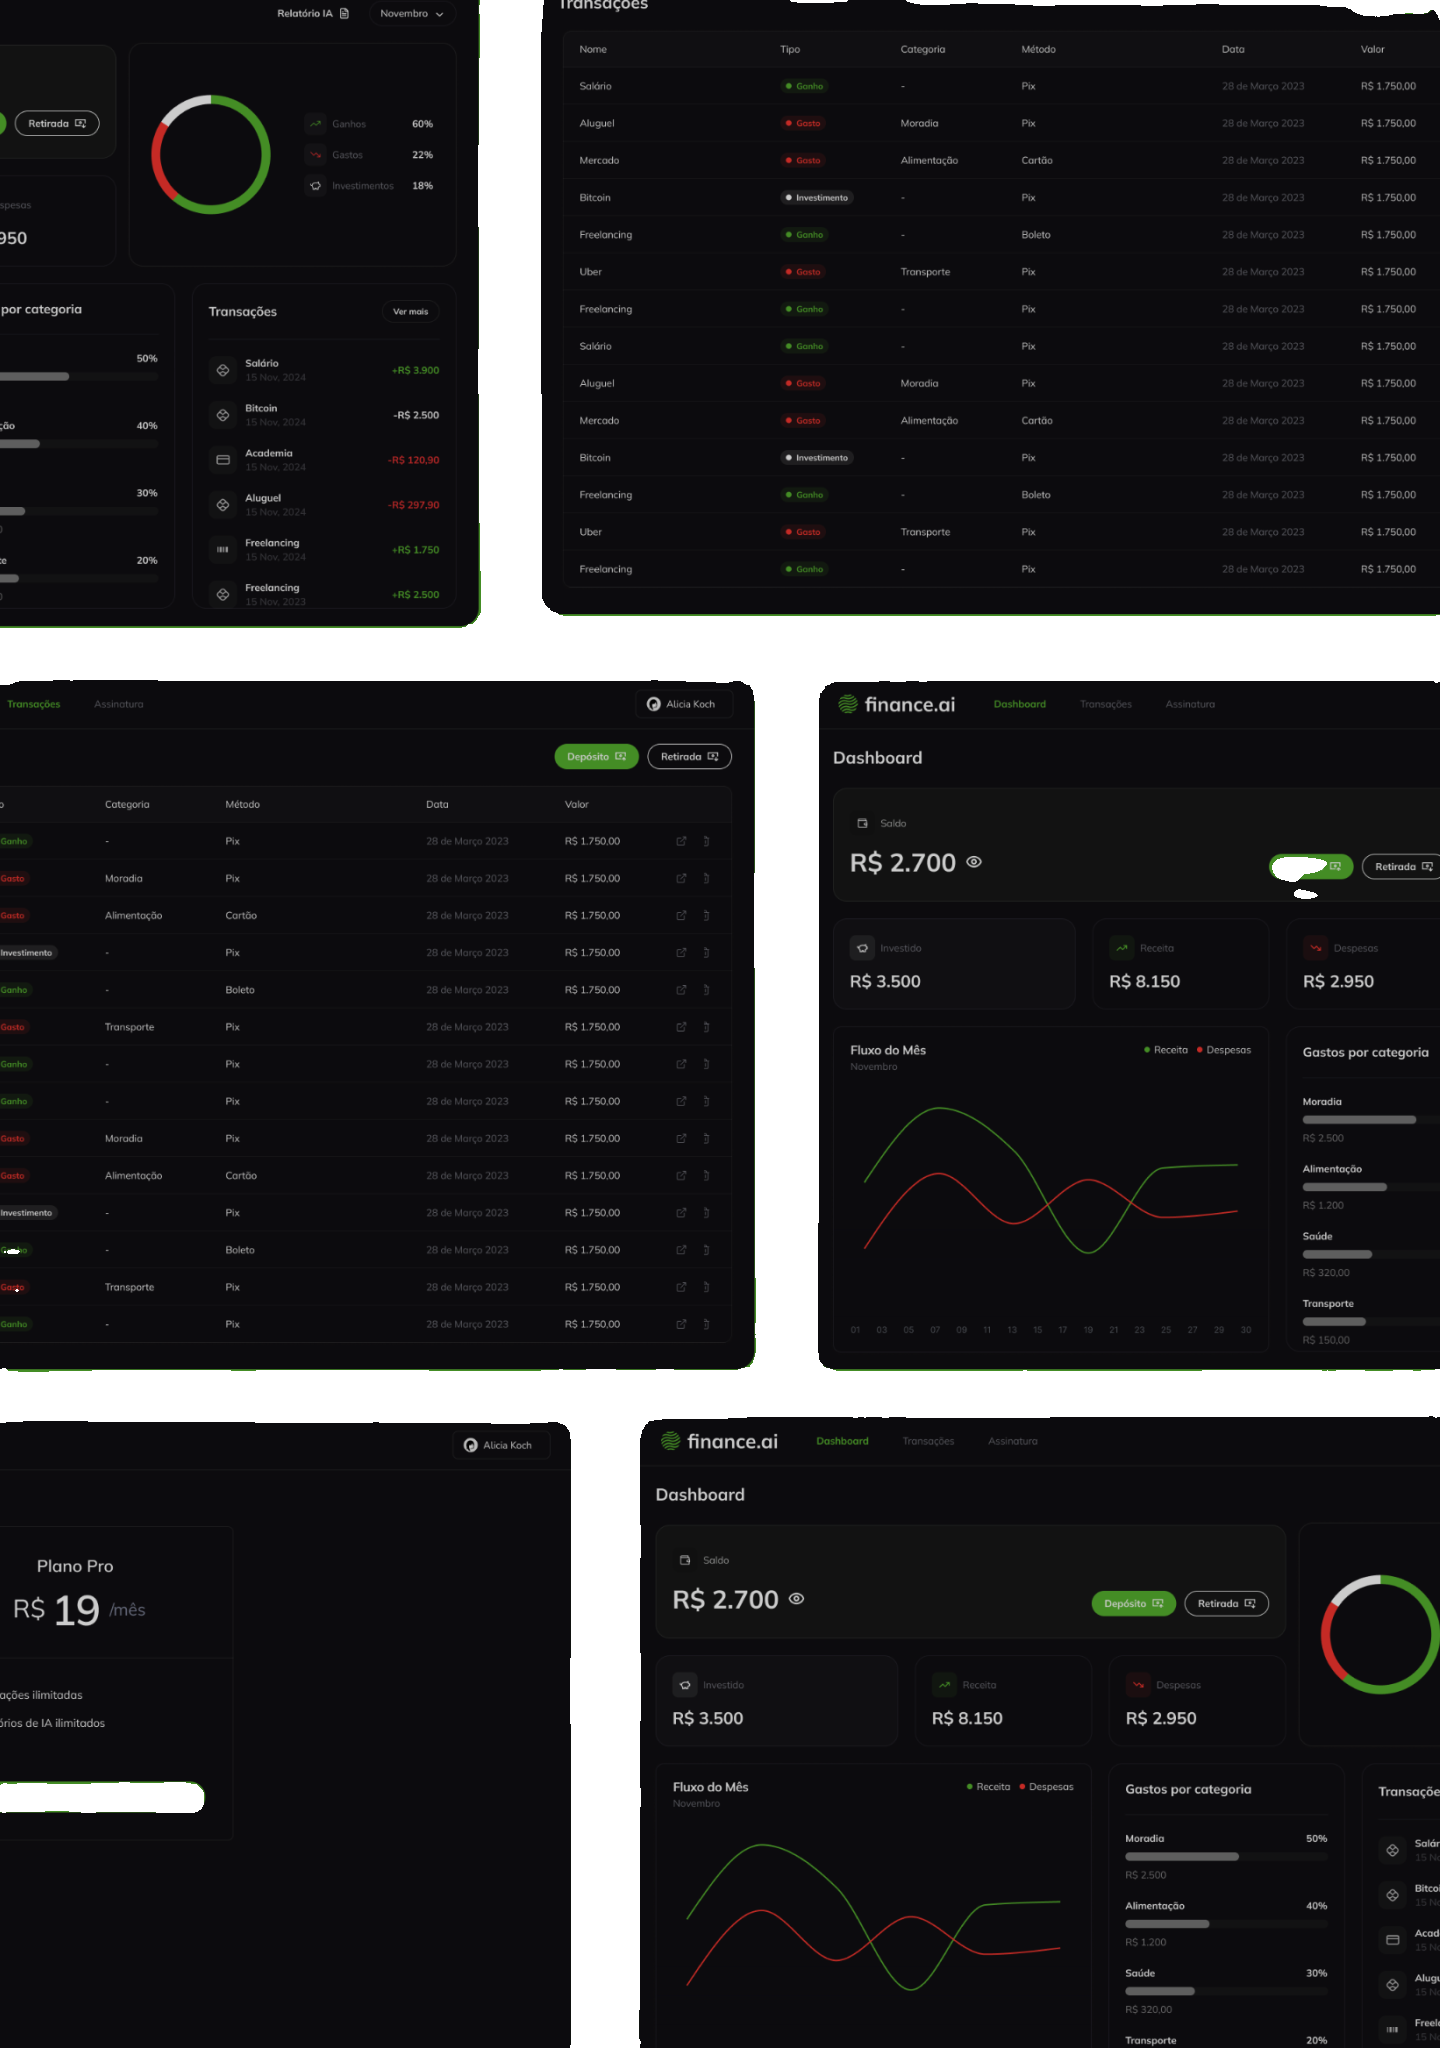 Relatório IA
Novembro
Retirada
Ganhos 60%
Gastos 22%
Investimentos 18%
spesas
950
por categoria
50%
ção 40%
30%
te 20%
Transações Ver mais
Salário
15 Nov, 2024
+R$ 3.900
Bitcoin
15 Nov, 2024
-R$ 2.500
Academia
15 Nov, 2024
-R$ 120,90
Aluguel
15 Nov, 2024
-R$ 297,90
Freelancing
15 Nov, 2024
+R$ 1.750
Freelancing
15 Nov, 2023
+R$ 2.500
Transações
Nome Tipo Categoria Método Data Valor
Salário Ganho - Pix 28 de Março 2023 R$ 1.750,00
Aluguel Gasto Moradia Pix 28 de Março 2023 R$ 1.750,00
Mercado Gasto Alimentação Cartão 28 de Março 2023 R$ 1.750,00
Bitcoin Investimento - Pix 28 de Março 2023 R$ 1.750,00
Freelancing Ganho - Boleto 28 de Março 2023 R$ 1.750,00
Uber Gasto Transporte Pix 28 de Março 2023 R$ 1.750,00
Freelancing Ganho - Pix 28 de Março 2023 R$ 1.750,00
Salário Ganho - Pix 28 de Março 2023 R$ 1.750,00
Aluguel Gasto Moradia Pix 28 de Março 2023 R$ 1.750,00
Mercado Gasto Alimentação Cartão 28 de Março 2023 R$ 1.750,00
Bitcoin Investimento - Pix 28 de Março 2023 R$ 1.750,00
Freelancing Ganho - Boleto 28 de Março 2023 R$ 1.750,00
Uber Gasto Transporte Pix 28 de Março 2023 R$ 1.750,00
Freelancing Ganho - Pix 28 de Março 2023 R$ 1.750,00
Transações Assinatura Alicia Koch
Depósito Retirada
o Categoria Método Data Valor
Ganho - Pix 28 de Março 2023 R$ 1.750,00
Gasto Moradia Pix 28 de Março 2023 R$ 1.750,00
Gasto Alimentação Cartão 28 de Março 2023 R$ 1.750,00
Investimento - Pix 28 de Março 2023 R$ 1.750,00
Ganho - Boleto 28 de Março 2023 R$ 1.750,00
Gasto Transporte Pix 28 de Março 2023 R$ 1.750,00
Ganho - Pix 28 de Março 2023 R$ 1.750,00
Ganho - Pix 28 de Março 2023 R$ 1.750,00
Gasto Moradia Pix 28 de Março 2023 R$ 1.750,00
Gasto Alimentação Cartão 28 de Março 2023 R$ 1.750,00
Investimento - Pix 28 de Março 2023 R$ 1.750,00
- Boleto 28 de Março 2023 R$ 1.750,00
Gasto Transporte Pix 28 de Março 2023 R$ 1.750,00
Ganho - Pix 28 de Março 2023 R$ 1.750,00
finance.ai Dashboard Transações Assinatura
Dashboard
Saldo
R$ 2.700
Retirada
Investido
R$ 3.500
Receita
R$ 8.150
Despesas
R$ 2.950
Fluxo do Mês
Novembro
Receita Despesas
01 03 05 07 09 11 13 15 17 19 21 23 25 27 29 30
Gastos por categoria
Moradia
R$ 2.500
Alimentação
R$ 1.200
Saúde
R$ 320,00
Transporte
R$ 150,00
Alicia Koch
Plano Pro
R$ 19 /mês
ações ilimitadas
órios de IA ilimitados
finance.ai Dashboard Transações Assinatura
Dashboard
Saldo
R$ 2.700
Depósito Retirada
Investido
R$ 3.500
Receita
R$ 8.150
Despesas
R$ 2.950
Fluxo do Mês
Novembro
Receita Despesas
Gastos por categoria
Moradia 50%
R$ 2.500
Alimentação 40%
R$ 1.200
Saúde 30%
R$ 320,00
Transporte 20%
Transaçõe
Salár
15 No
Bitco
15 No
Acad
15 No
Alugu
15 No
Freel